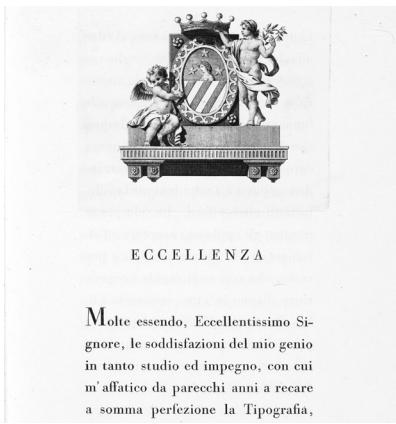 ECCELLENZA
Molte essendo, Eccellentissimo Si-
gnore, le soddisfazioni del mio genio
in tanto studio ed impegno, con cui
m'affatico da parecchi anni a recare
a somma perfezione la Tipografia,